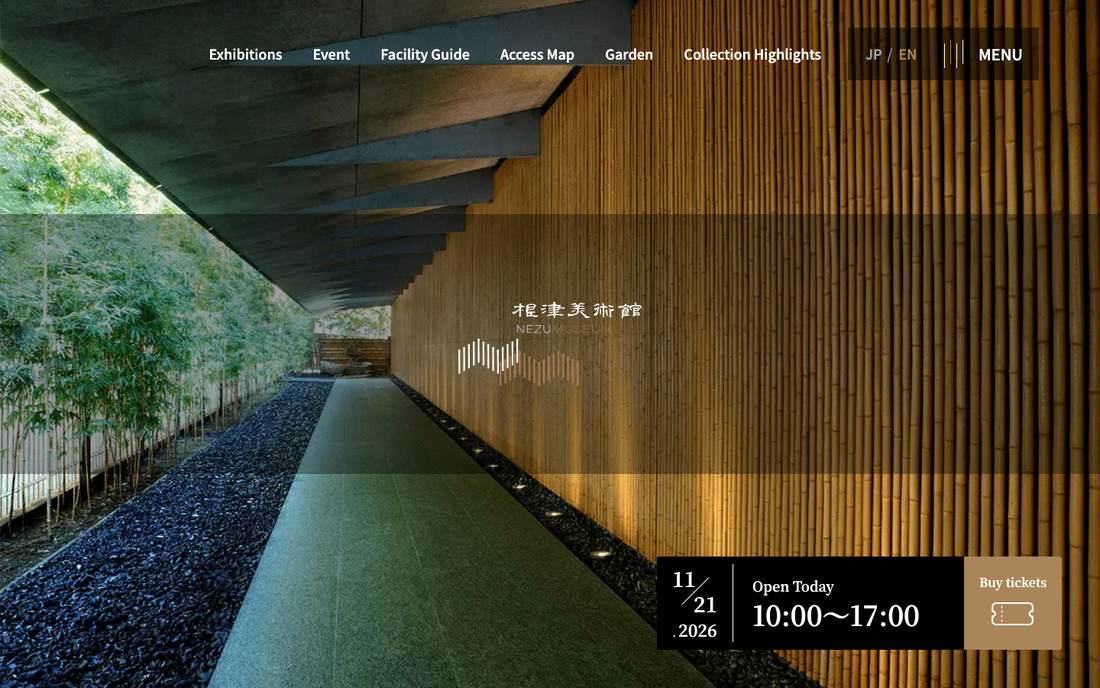 Exhibitions
Event
Facility Guide
Access Map
Garden
Collection Highlights
JP / EN
MENU
根津美術館
NEZU MUSEUM
11/21
.2026
Open Today
10:00〜17:00
Buy tickets